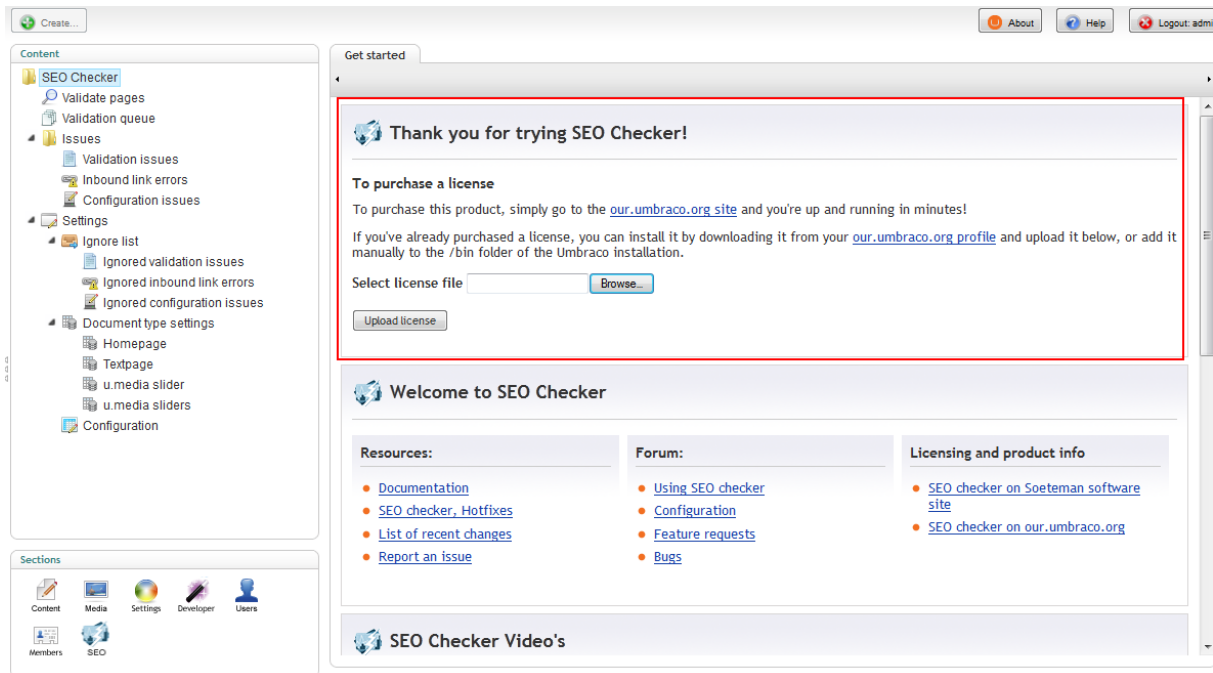 Create...
About
Help
Logout: admi
Content
SEO Checker
Validate pages
Validation queue
Issues
Validation issues
Inbound link errors
Configuration issues
Settings
Ignore list
Ignored validation issues
Ignored inbound link errors
Ignored configuration issues
Document type settings
Homepage
Textpage
u.media slider
u.media sliders
Configuration
Sections
Content
Media
Settings
Developer
Users
Members
SEO
Get started
Thank you for trying SEO Checker!
To purchase a license
To purchase this product, simply go to the our.umbraco.org site and you're up and running in minutes!
If you've already purchased a license, you can install it by downloading it from your our.umbraco.org profile and upload it below, or add it
manually to the /bin folder of the Umbraco installation.
Select license file
Browse...
Upload license
Welcome to SEO Checker
Resources:
Documentation
SEO checker, Hotfixes
List of recent changes
Report an issue
Forum:
Using SEO checker
Configuration
Feature requests
Bugs
Licensing and product info
SEO checker on Soeteman software
site
SEO checker on our.umbraco.org
SEO Checker Video's